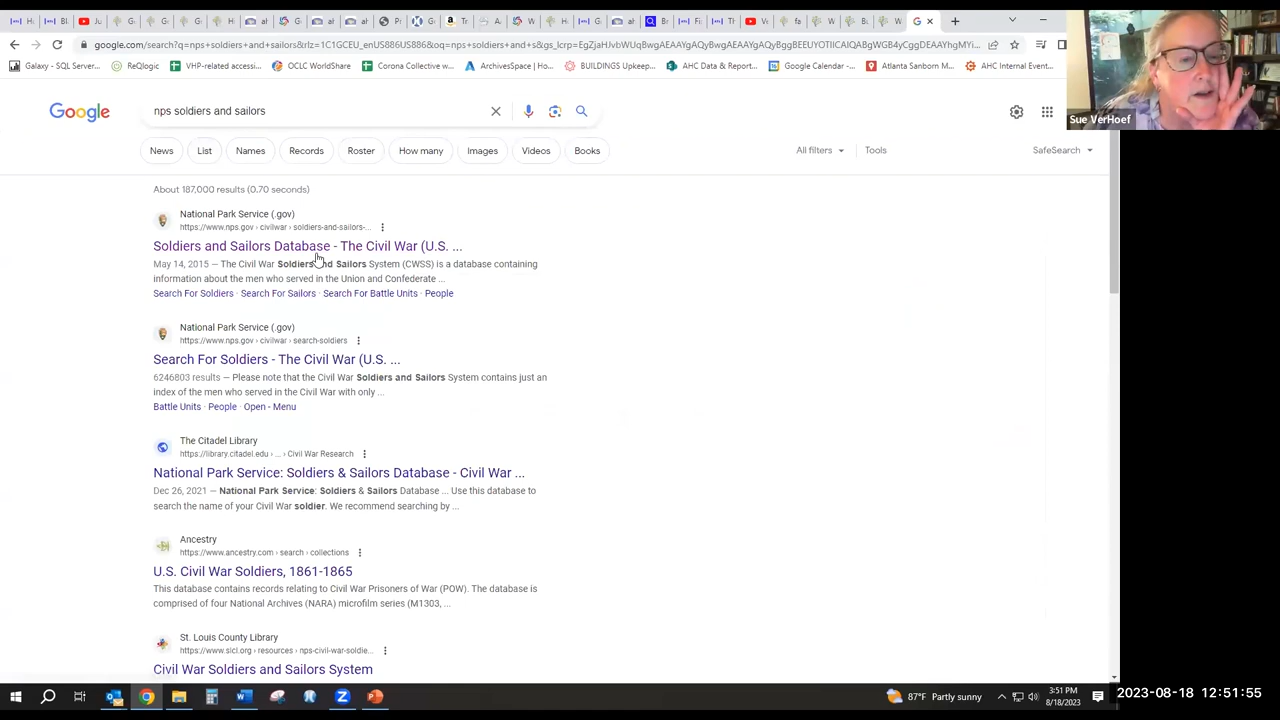 google.com/search?q=nps+soldiers+and+sailors&rlz=1C1GCEU_enUS886US886&oq=nps+soldiers+and+s&gs_lcrp=
Galaxy - SQL Server...
ReQlogic
VHP-related accessi...
OCLC WorldShare
Corona Collective w...
ArchivesSpace | Ho...
BUILDINGS Upkeep...
AHC Data & Report...
Google Calendar -...
Atlanta Sanborn M...
AHC Internal Event...
Sue VerHoef
Google
nps soldiers and sailors
News
List
Names
Records
Roster
How many
Images
Videos
Books
All filters
Tools
SafeSearch
About 187,000 results (0.70 seconds)
National Park Service (.gov)
https://www.nps.gov › civilwar › soldiers-and-sailors-...
Soldiers and Sailors Database - The Civil War (U.S. ...
May 14, 2015 — The Civil War Soldiers and Sailors System (CWSS) is a database containing
information about the men who served in the Union and Confederate ...
Search For Soldiers · Search For Sailors · Search For Battle Units · People
National Park Service (.gov)
https://www.nps.gov › civilwar › search-soldiers
Search For Soldiers - The Civil War (U.S. ...
6246803 results — Please note that the Civil War Soldiers and Sailors System contains just an
index of the men who served in the Civil War with only ...
Battle Units · People · Open - Menu
The Citadel Library
https://library.citadel.edu › ... › Civil War Research
National Park Service: Soldiers & Sailors Database - Civil War ...
Dec 26, 2021 — National Park Service: Soldiers & Sailors Database ... Use this database to
search the name of your Civil War soldier. We recommend searching by ...
Ancestry
https://www.ancestry.com › search › collections
U.S. Civil War Soldiers, 1861-1865
This database contains records relating to Civil War Prisoners of War (POW). The database is
comprised of four National Archives (NARA) microfilm series (M1303, ...
St. Louis County Library
https://www.slcl.org › resources › nps-civil-war-soldie...
Civil War Soldiers and Sailors System
87°F Partly sunny
3:51 PM
8/18/2023
2023-08-18 12:51:55